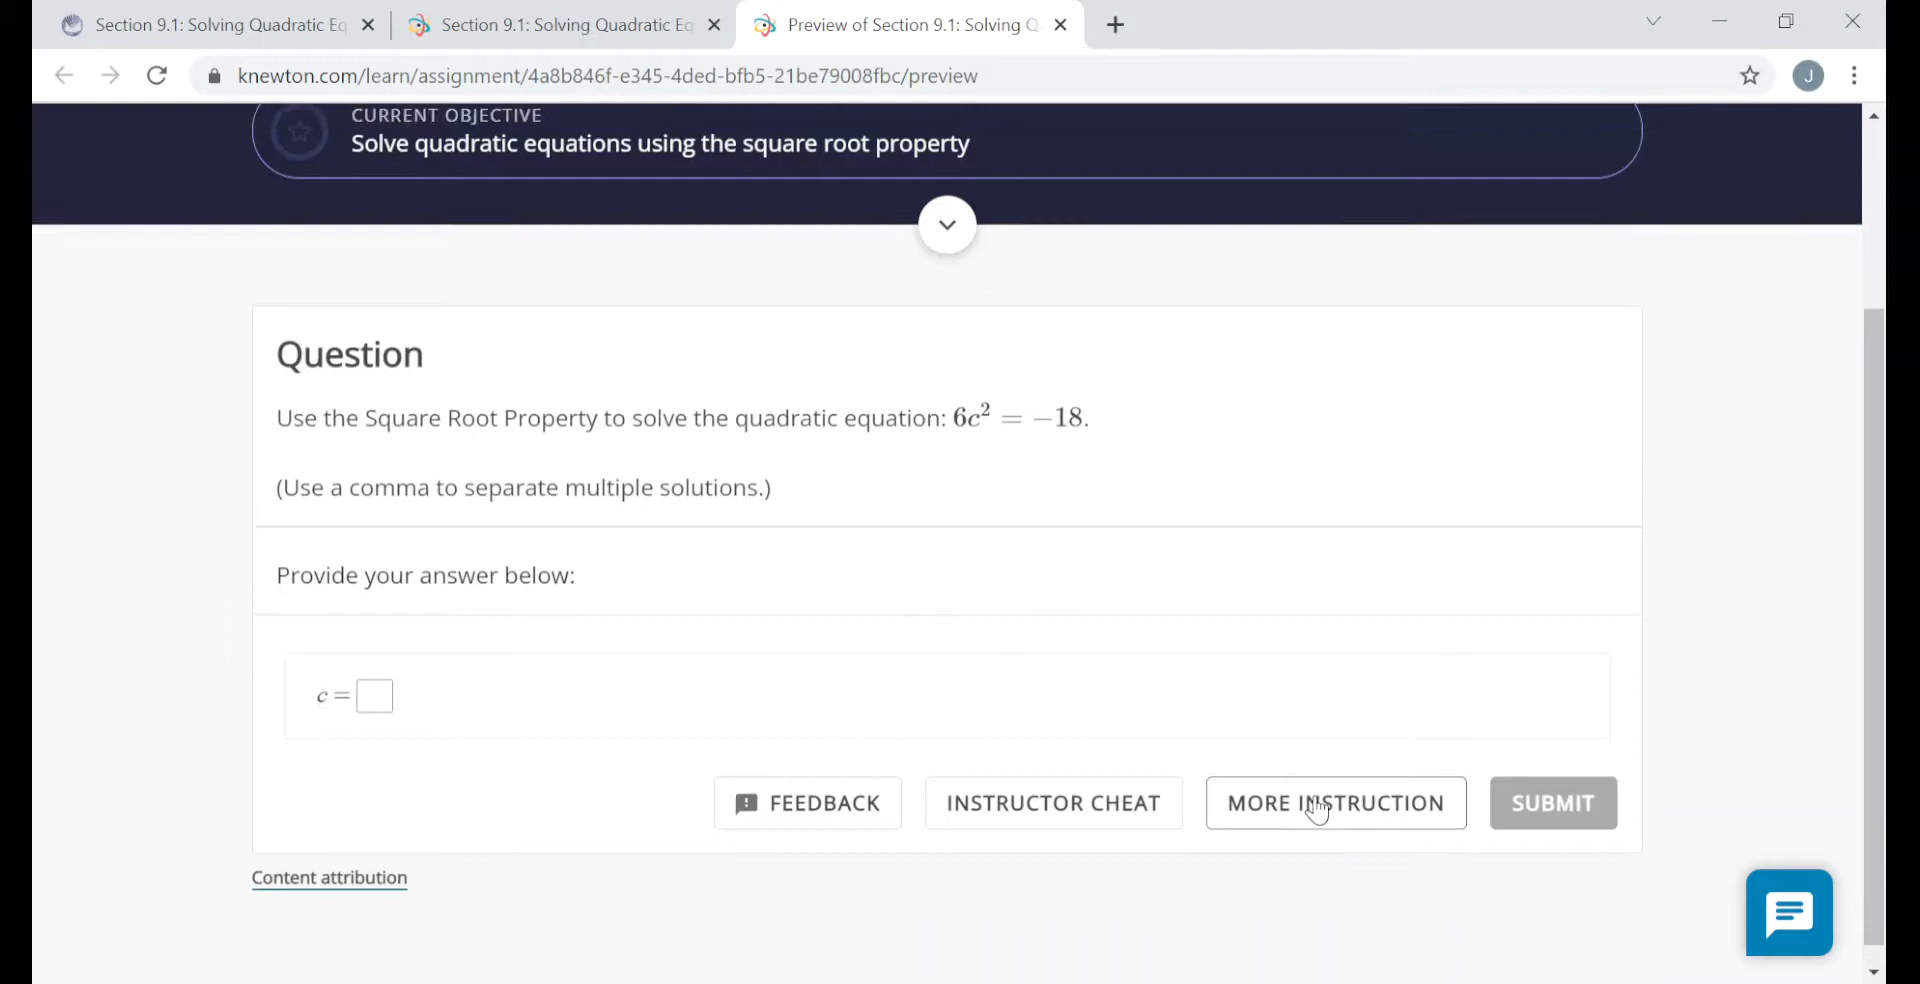 Section 9.1: Solving Quadratic Eq
Section 9.1: Solving Quadratic Eq
Preview of Section 9.1: Solving Q
knewton.com/learn/assignment/4a8b846f-e345-4ded-bfb5-21be79008fbc/preview
J
CURRENT OBJECTIVE
Solve quadratic equations using the square root property
Question
Use the Square Root Property to solve the quadratic equation: 6c² = −18.
(Use a comma to separate multiple solutions.)
Provide your answer below:
c =
FEEDBACK
INSTRUCTOR CHEAT
MORE INSTRUCTION
SUBMIT
Content attribution